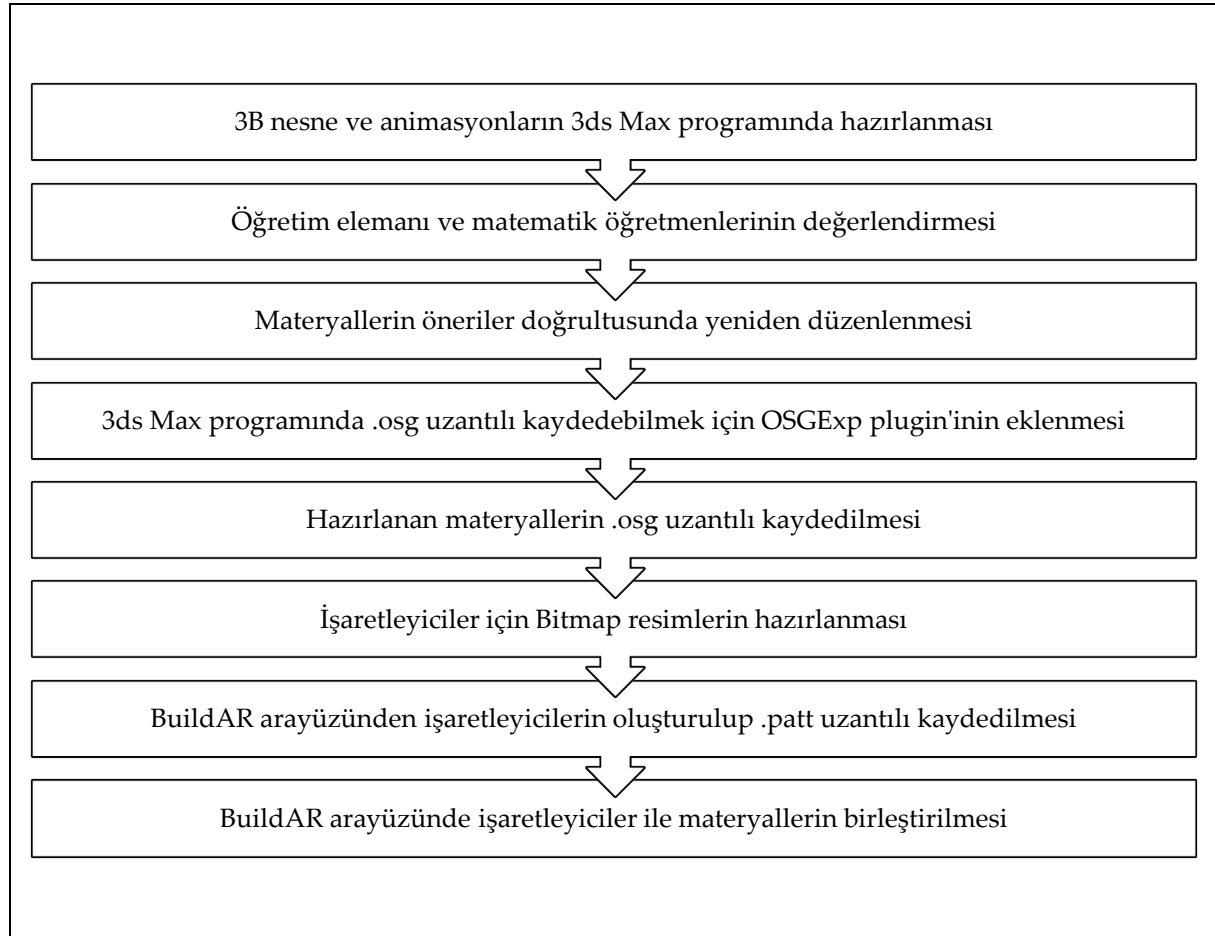 3B nesne ve animasyonların 3ds Max programında hazırlanması
Öğretim elemanı ve matematik öğretmenlerinin değerlendirmesi
Materyallerin öneriler doğrultusunda yeniden düzenlenmesi
3ds Max programında .osg uzantılı kaydedebilmek için OSGExp plugin'inin eklenmesi
Hazırlanan materyallerin .osg uzantılı kaydedilmesi
İşaretleyiciler için Bitmap resimlerin hazırlanması
BuildAR arayüzünden işaretleyicilerin oluşturulup .patt uzantılı kaydedilmesi
BuildAR arayüzünde işaretleyiciler ile materyallerin birleştirilmesi